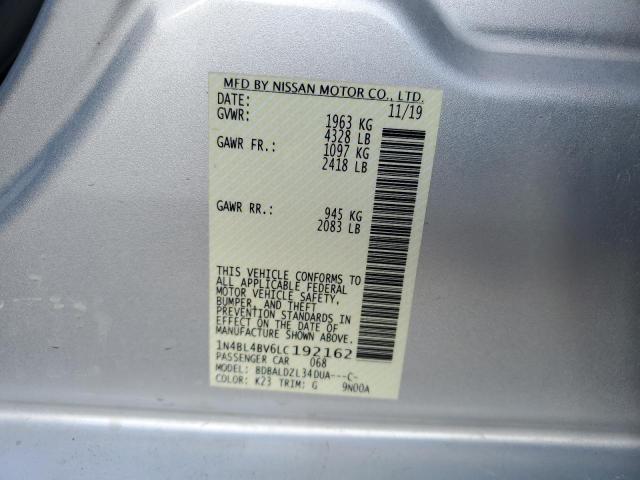 MFD BY NISSAN MOTOR CO., LTD.
DATE: 11/19
GVWR: 1963 KG
4328 LB
GAWR FR.: 1097 KG
2418 LB
GAWR RR.: 945 KG
2083 LB
THIS VEHICLE CONFORMS TO
ALL APPLICABLE FEDERAL
MOTOR VEHICLE SAFETY,
BUMPER, AND THEFT
PREVENTION STANDARDS IN
EFFECT ON THE DATE OF
MANUFACTURE SHOWN ABOVE.
1N4BL4BV6LC192162
PASSENGER CAR 068
MODEL: BDBALDZL34DUA---C-
COLOR: K23 TRIM: G 9N00A